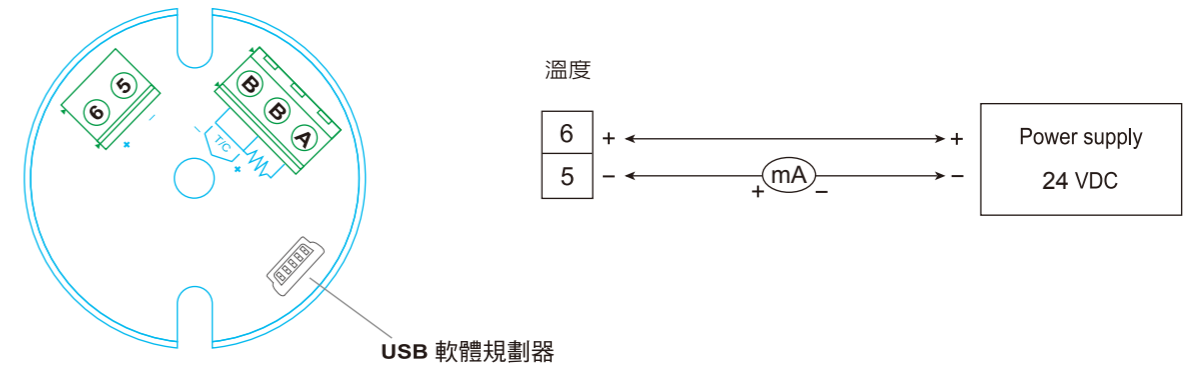 6 5
B B A
T/C
- +
- +
USB 軟體規劃器
溫度
6 + + Power supply
5 - + mA - - 24 VDC